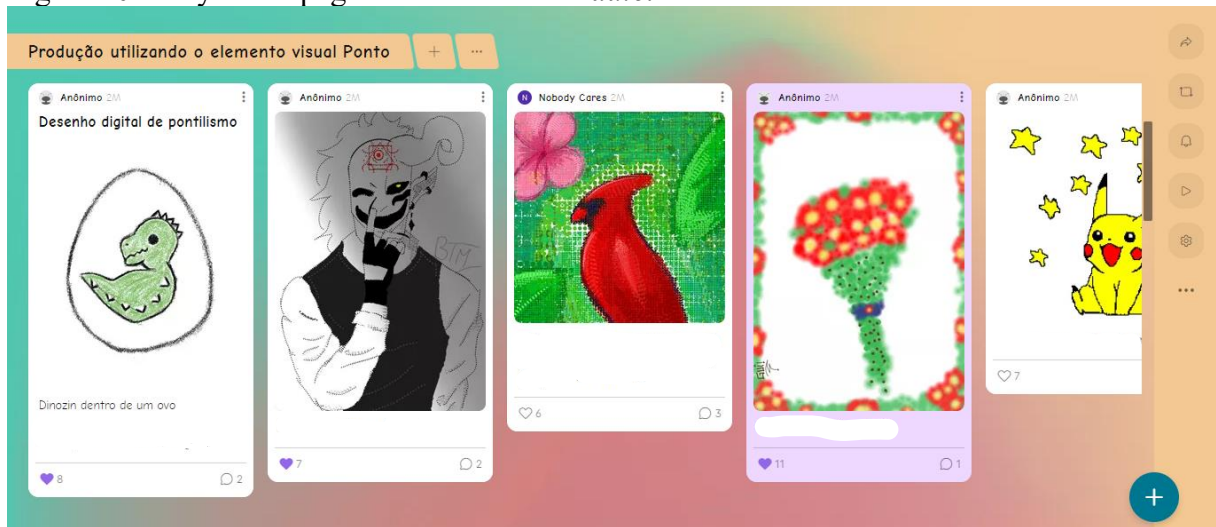 Produção utilizando o elemento visual Ponto
Anônimo 2M
Desenho digital de pontilismo
Dinozin dentro de um ovo
8
2
Anônimo 2M
BTM
7
2
N
Nobody Cares 2M
6
3
Anônimo 2M
11
1
Anônimo 2M
7